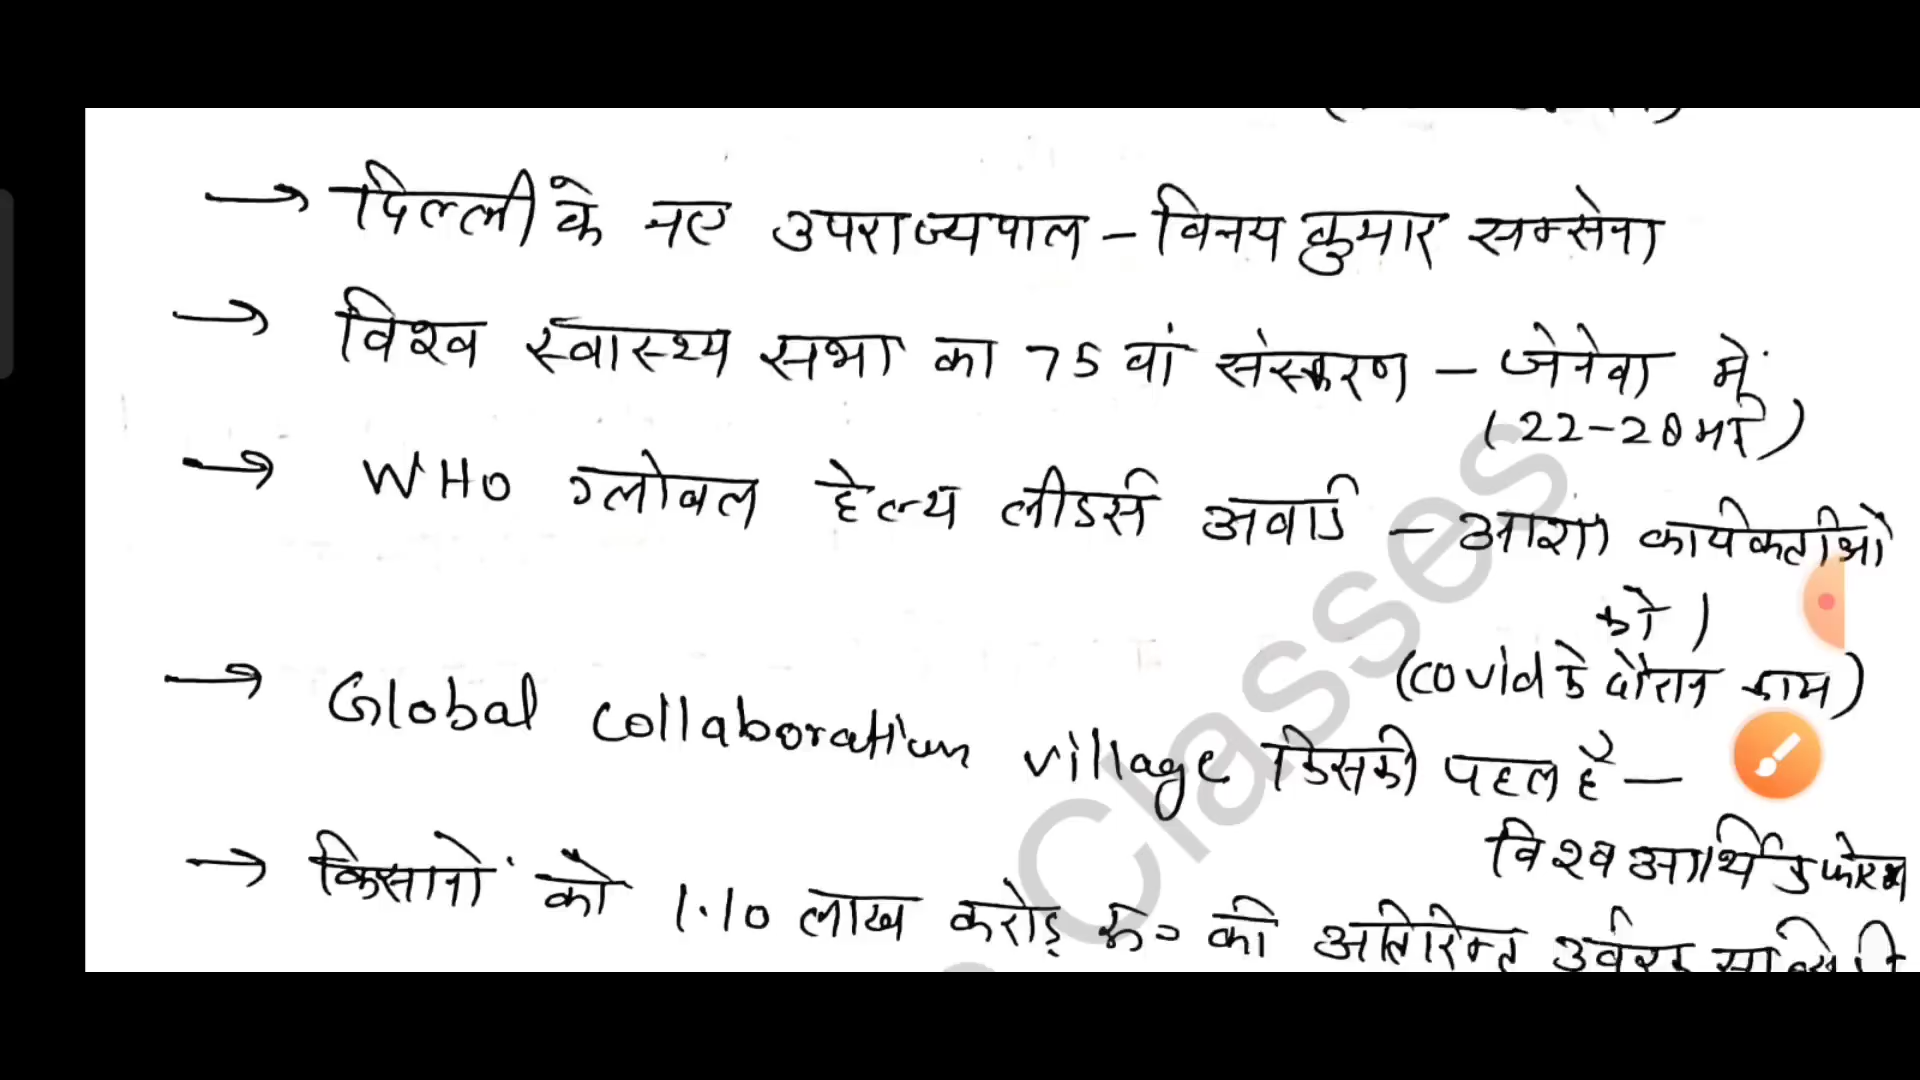 → दिल्ली के नए उपराज्यपाल – विनय कुमार सक्सेना
→ विश्व स्वास्थ्य सभा का 75 वां संस्करण – जेनेवा में
(22-28 मई)
→ WHO ग्लोबल हेल्थ लीडर्स अवार्ड – आशा कार्यकर्ताओं
को।
(covid के दौरान काम)
→ Global collaboration village किसकी पहल है –
विश्व आर्थिक फोरम
→ किसानों को 1.10 लाख करोड़ रू० की अतिरिक्त उर्वरक सब्सिडी
Classes